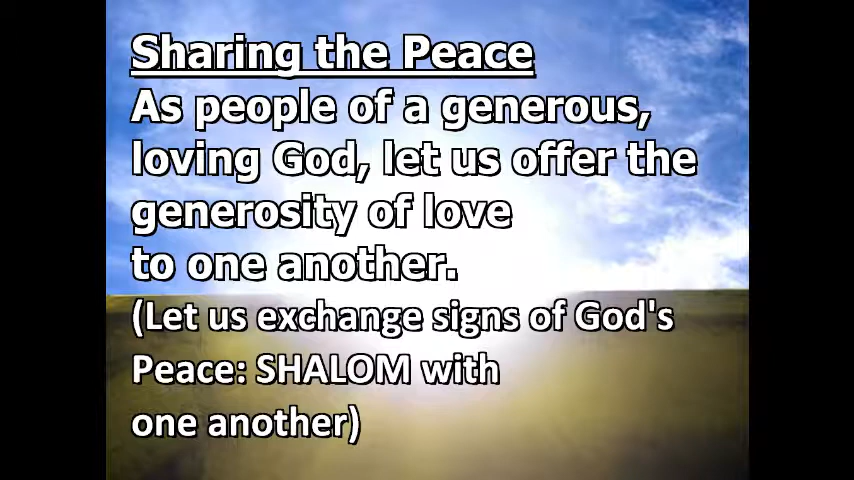 Sharing the Peace
As people of a generous,
loving God, let us offer the
generosity of love
to one another.
(Let us exchange signs of God's
Peace: SHALOM with
one another)